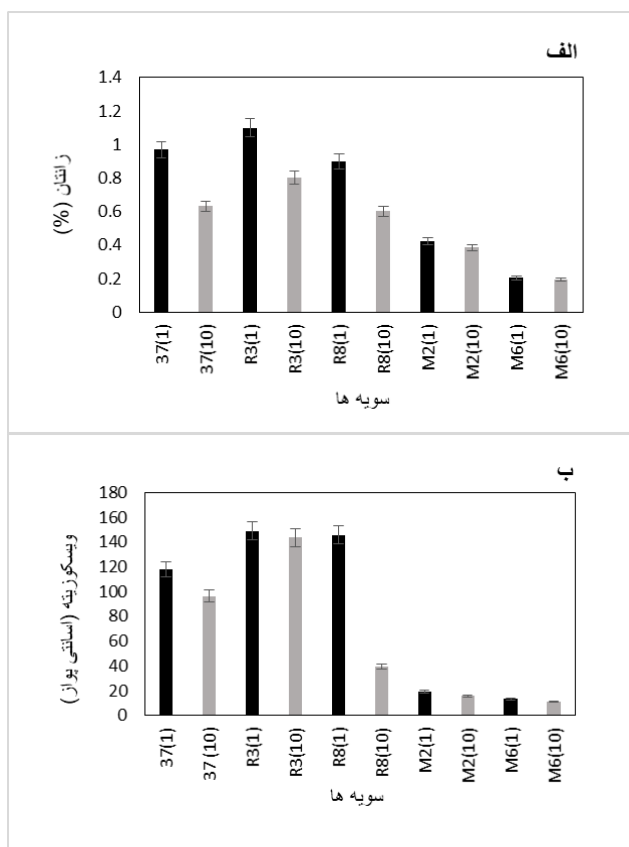 الف
زانتان (%)
1.4
1.2
1
0.8
0.6
0.4
0.2
0
37(1)
37(10)
R3(1)
R3(10)
R8(1)
R8(10)
M2(1)
M2(10)
M6(1)
M6(10)
سویه ها
ب
ویسکوزیته (اسانتی پواز)
180
160
140
120
100
80
60
40
20
0
37(1)
37 (10)
R3(1)
R3(10)
R8(1)
R8(10)
M2(1)
M2(10)
M6(1)
M6(10)
سویه ها